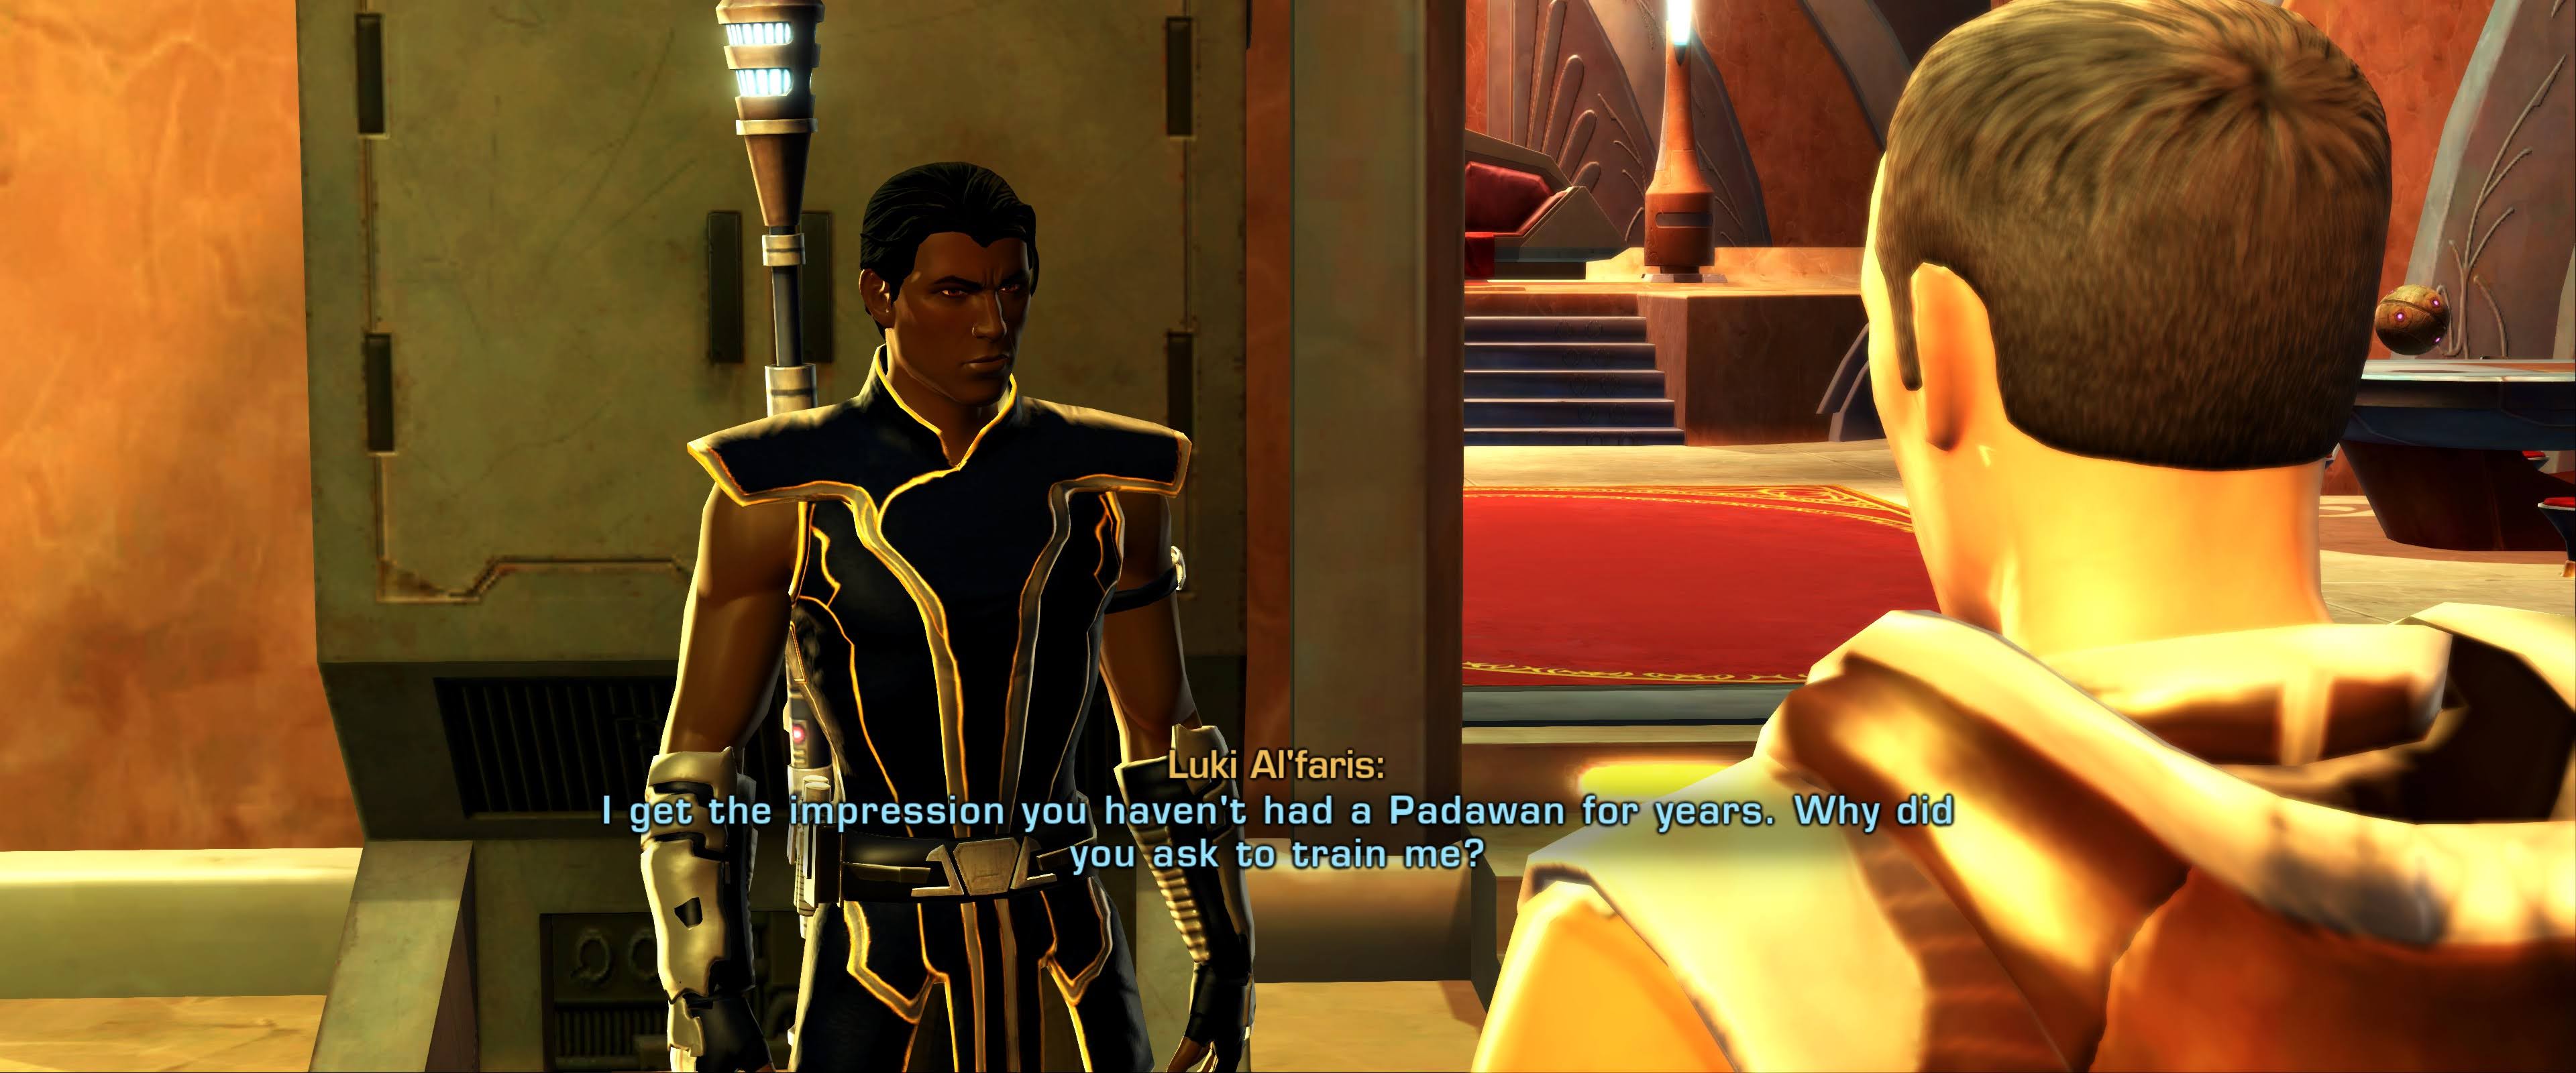 Luki Al'faris:
I get the impression you haven't had a Padawan for years. Why did
you ask to train me?